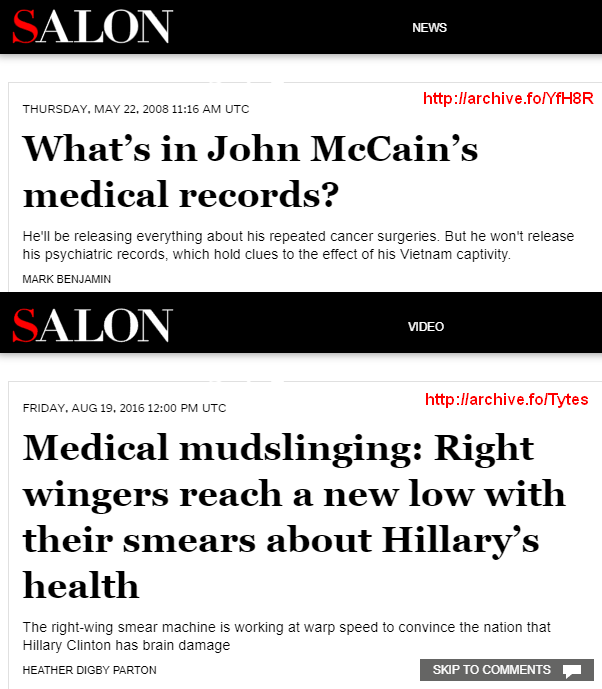 SALON
NEWS
http://archive.fo/YfH8R
THURSDAY, MAY 22, 2008 11:16 AM UTC
What’s in John McCain’s
medical records?
He'll be releasing everything about his repeated cancer surgeries. But he won't release
his psychiatric records, which hold clues to the effect of his Vietnam captivity.
MARK BENJAMIN
SALON
VIDEO
http://archive.fo/Tytes
FRIDAY, AUG 19, 2016 12:00 PM UTC
Medical mudslinging: Right
wingers reach a new low with
their smears about Hillary’s
health
The right-wing smear machine is working at warp speed to convince the nation that
Hillary Clinton has brain damage
HEATHER DIGBY PARTON
SKIP TO COMMENTS